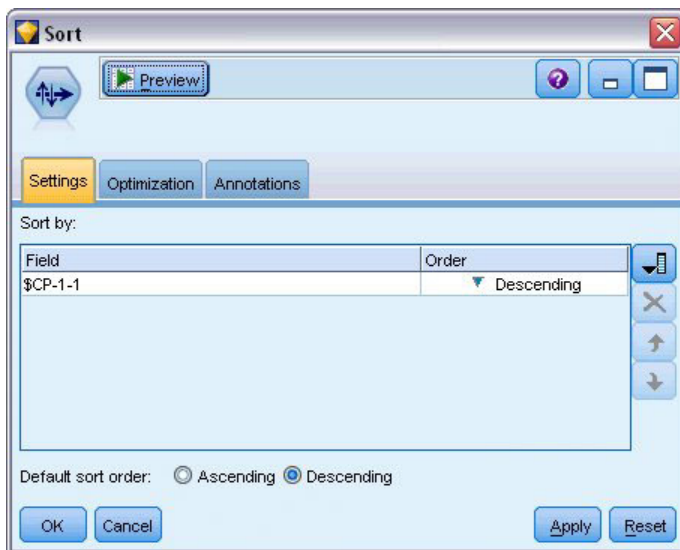 Sort
Preview
Settings Optimization Annotations
Sort by:
Field Order
$CP-1-1 Descending
Default sort order: Ascending Descending
OK Cancel Apply Reset